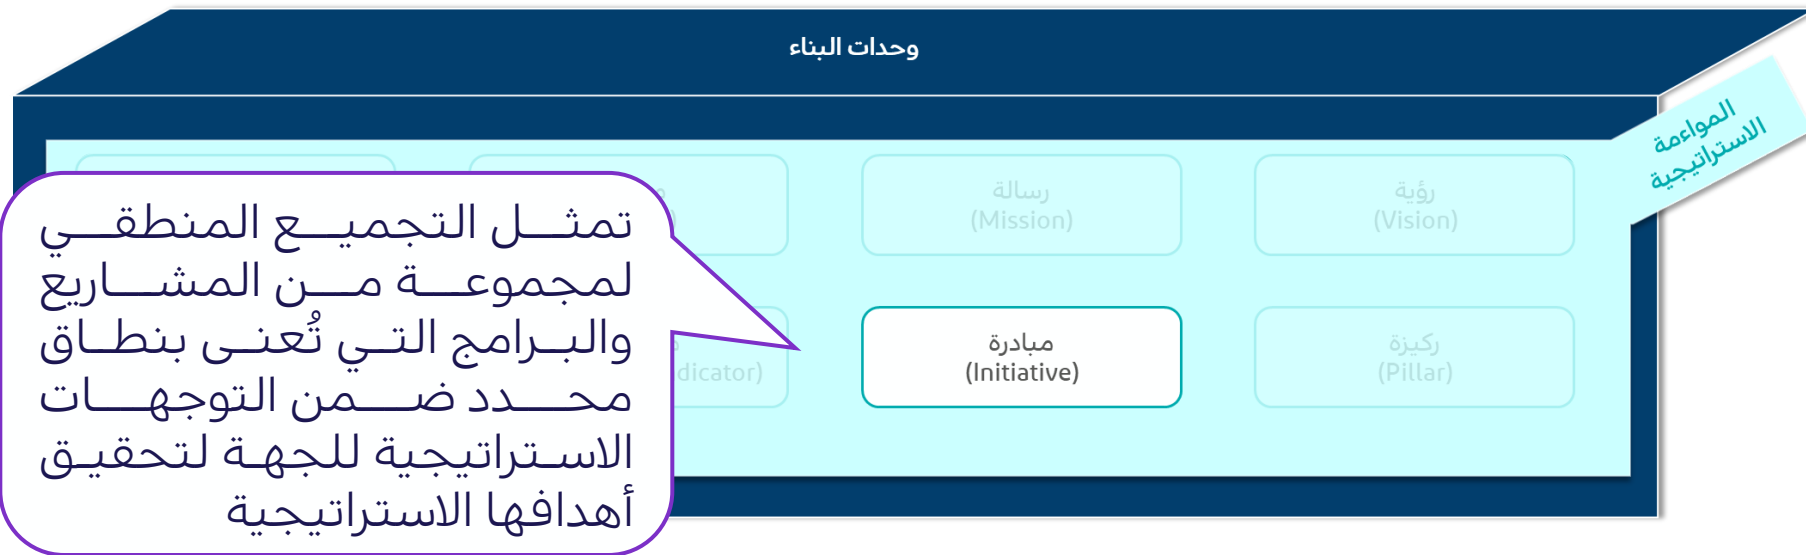 وحدات البناء
المواءمة
الاستراتيجية
رؤية
(Vision)
رسالة
(Mission)
ركيزة
(Pillar)
مبادرة
(Initiative)
تمثل التجميع المنطقي
لمجموعة من المشاريع
والبرامج التي تُعنى بنطاق
محدد ضمن التوجهات
الاستراتيجية للجهة لتحقيق
أهدافها الاستراتيجية